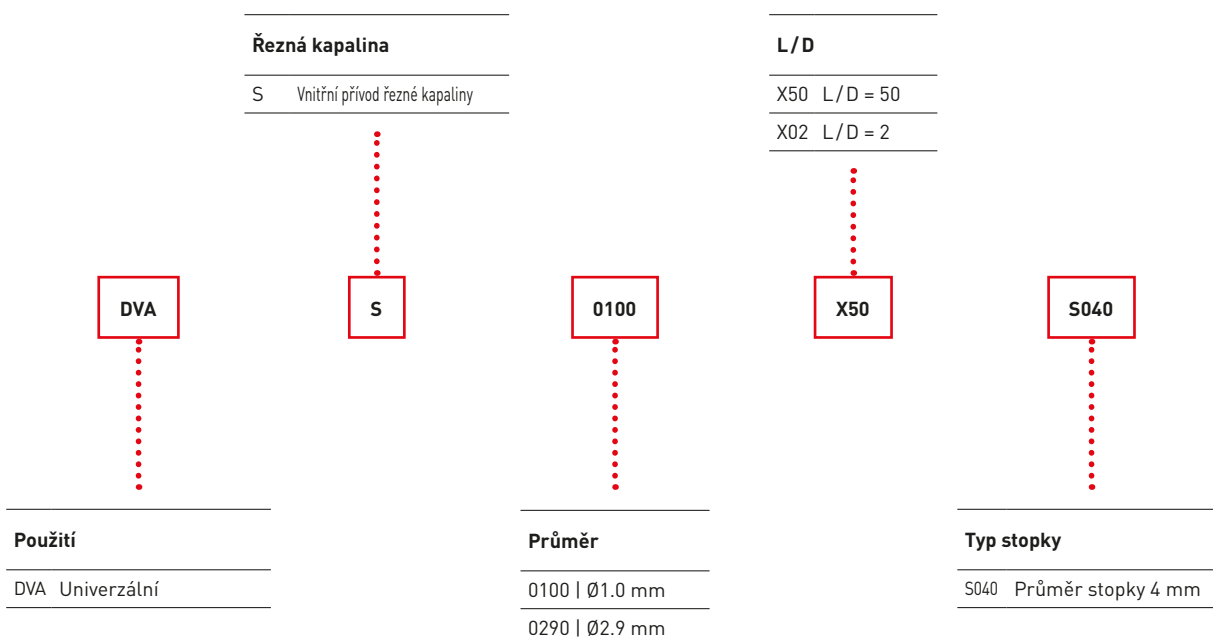 Řezná kapalina
S Vnitřní přívod řezné kapaliny
L / D
X50 L / D = 50
X02 L / D = 2
DVA
S
0100
X50
S040
Použití
DVA Univerzální
Průměr
0100 | Ø1.0 mm
0290 | Ø2.9 mm
Typ stopky
S040 Průměr stopky 4 mm